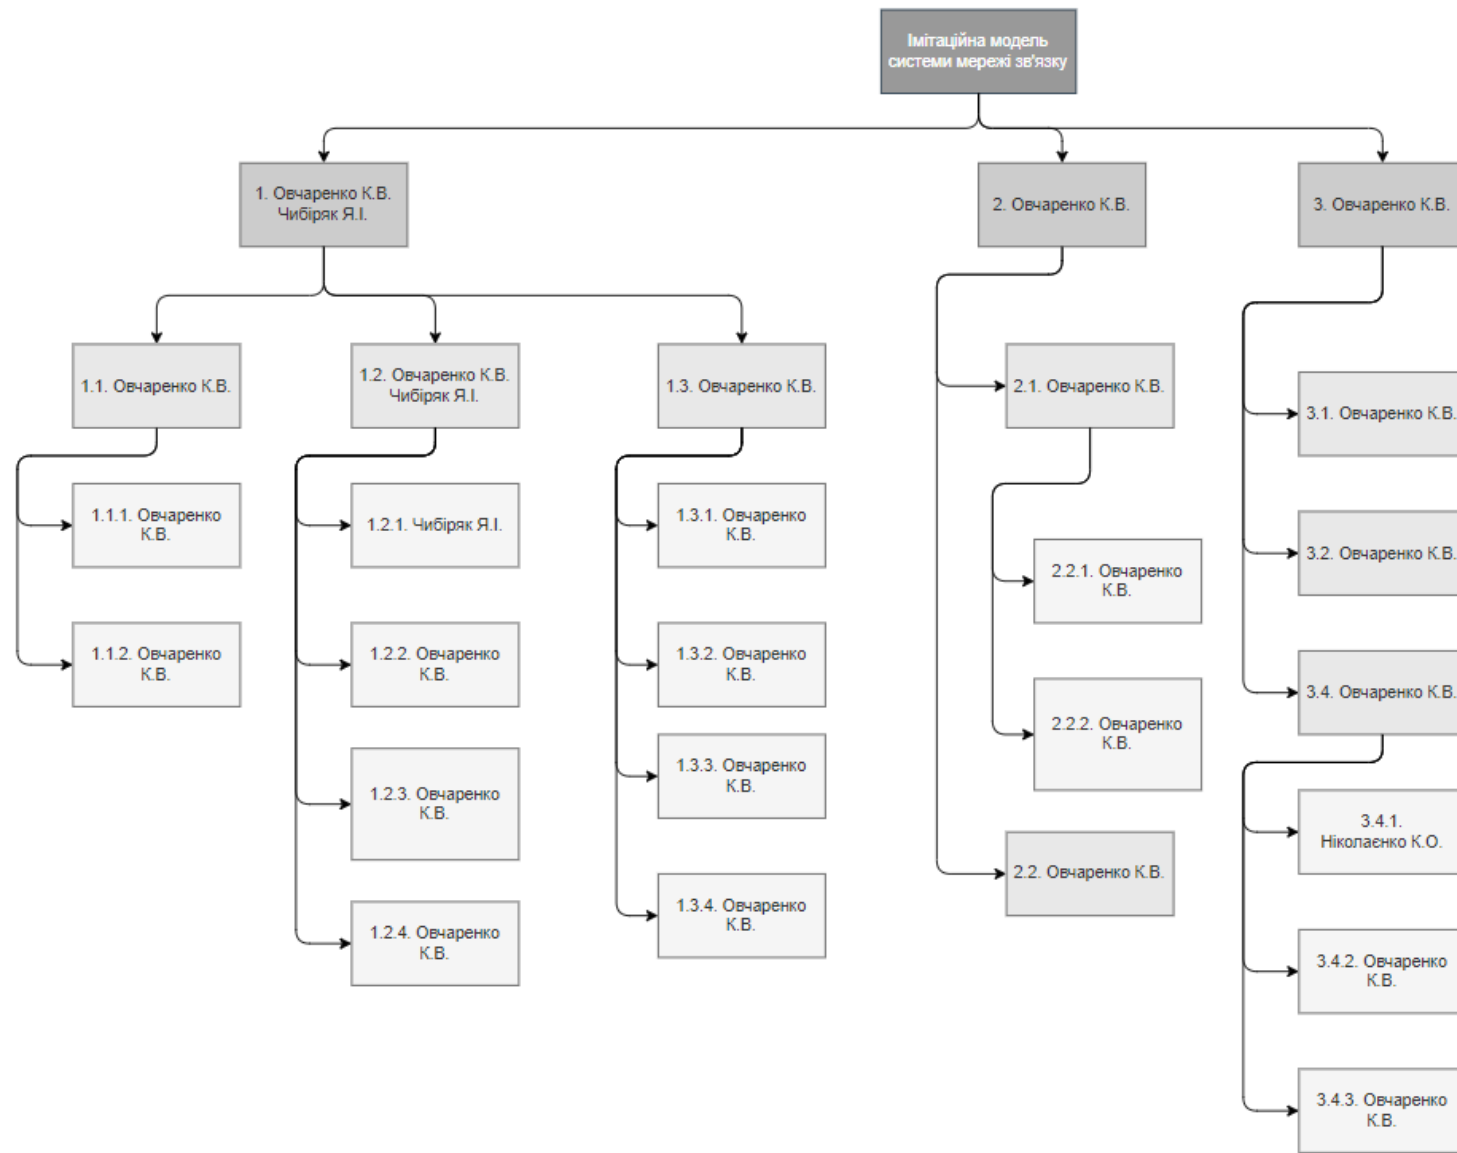 Імітаційна модель
системи мережі зв'язку
1. Овчаренко К.В.
Чибіряк Я.І.
2. Овчаренко К.В.
3. Овчаренко К.В.
1.1. Овчаренко К.В.
1.2. Овчаренко К.В.
Чибіряк Я.І.
1.3. Овчаренко К.В.
2.1. Овчаренко К.В.
3.1. Овчаренко К.В.
1.1.1. Овчаренко
К.В.
1.2.1. Чибіряк Я.І.
1.3.1. Овчаренко
К.В.
2.2.1. Овчаренко
К.В.
3.2. Овчаренко К.В.
1.1.2. Овчаренко
К.В.
1.2.2. Овчаренко
К.В.
1.3.2. Овчаренко
К.В.
2.2.2. Овчаренко
К.В.
3.4. Овчаренко К.В.
1.2.3. Овчаренко
К.В.
1.3.3. Овчаренко
К.В.
3.4.1.
Ніколаєнко К.О.
2.2. Овчаренко К.В.
1.2.4. Овчаренко
К.В.
1.3.4. Овчаренко
К.В.
3.4.2. Овчаренко
К.В.
3.4.3. Овчаренко
К.В.